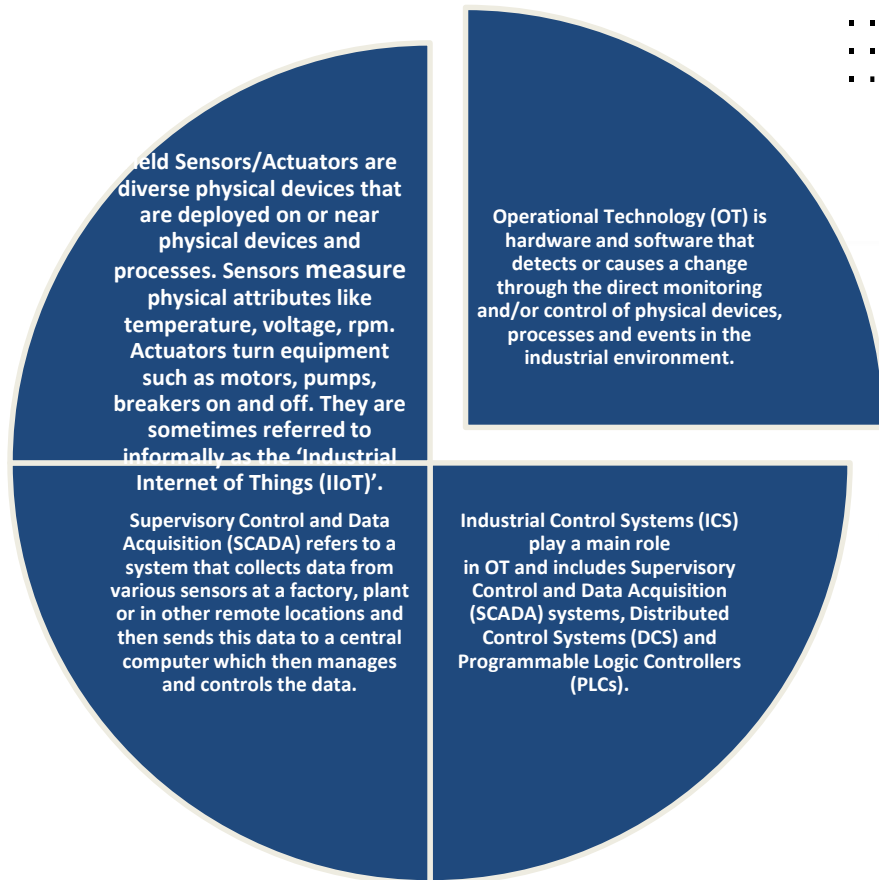 ield Sensors/Actuators are
diverse physical devices that
are deployed on or near
physical devices and
processes. Sensors measure
physical attributes like
temperature, voltage, rpm.
Actuators turn equipment
such as motors, pumps,
breakers on and off. They are
sometimes referred to
informally as the ‘Industrial
Internet of Things (IIoT)’.
Operational Technology (OT) is
hardware and software that
detects or causes a change
through the direct monitoring
and/or control of physical devices,
processes and events in the
industrial environment.
Supervisory Control and Data
Acquisition (SCADA) refers to a
system that collects data from
various sensors at a factory, plant
or in other remote locations and
then sends this data to a central
computer which then manages
and controls the data.
Industrial Control Systems (ICS)
play a main role
in OT and includes Supervisory
Control and Data Acquisition
(SCADA) systems, Distributed
Control Systems (DCS) and
Programmable Logic Controllers
(PLCs).